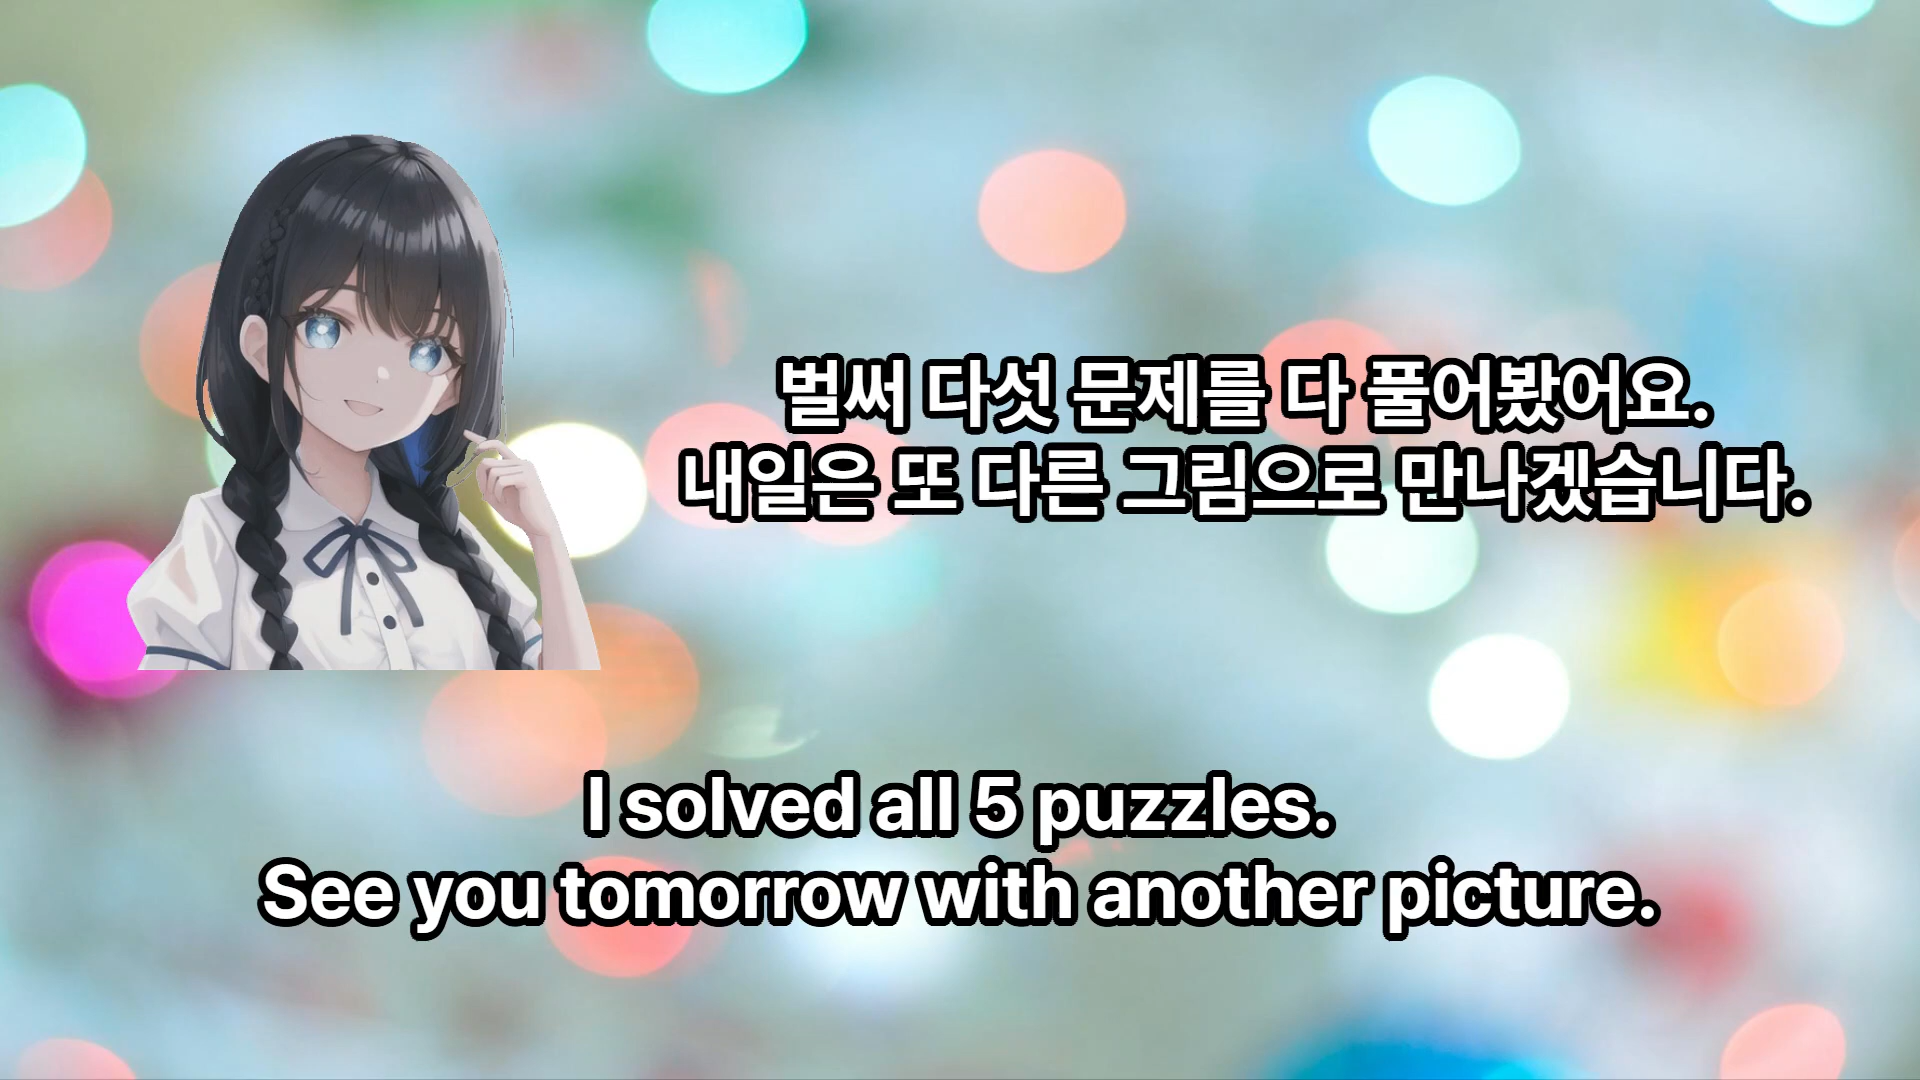 벌써 다섯 문제를 다 풀어봤어요.
내일은 또 다른 그림으로 만나겠습니다.
I solved all 5 puzzles.
See you tomorrow with another picture.